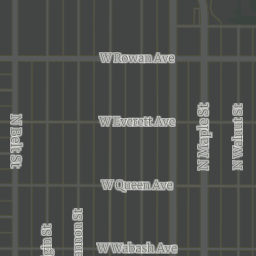 W Rowan Ave
N Belt St
W Everett Ave
N Maple St
N Walnut St
W Queen Ave
W Wabash Ave